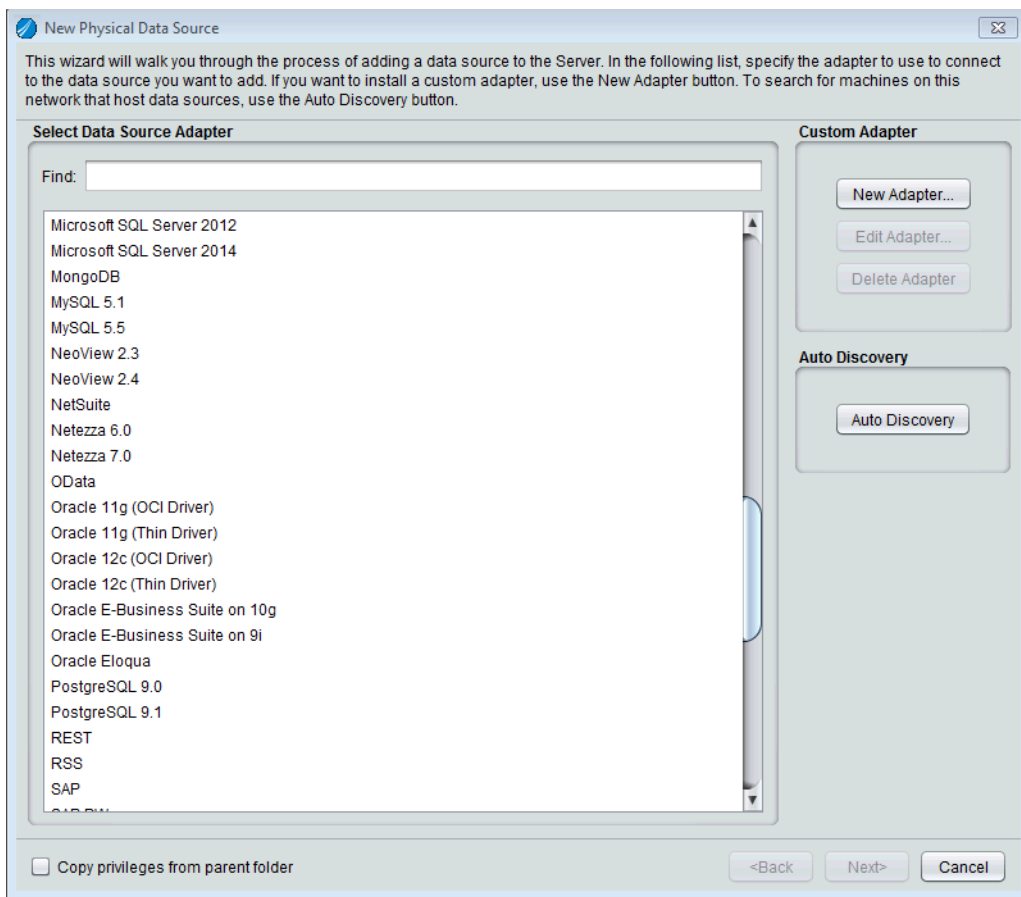 New Physical Data Source
This wizard will walk you through the process of adding a data source to the Server. In the following list, specify the adapter to use to connect
to the data source you want to add. If you want to install a custom adapter, use the New Adapter button. To search for machines on this
network that host data sources, use the Auto Discovery button.
Select Data Source Adapter
Find:
Microsoft SQL Server 2012
Microsoft SQL Server 2014
MongoDB
MySQL 5.1
MySQL 5.5
NeoView 2.3
NeoView 2.4
NetSuite
Netezza 6.0
Netezza 7.0
OData
Oracle 11g (OCI Driver)
Oracle 11g (Thin Driver)
Oracle 12c (OCI Driver)
Oracle 12c (Thin Driver)
Oracle E-Business Suite on 10g
Oracle E-Business Suite on 9i
Oracle Eloqua
PostgreSQL 9.0
PostgreSQL 9.1
REST
RSS
SAP
Custom Adapter
New Adapter...
Edit Adapter...
Delete Adapter
Auto Discovery
Auto Discovery
Copy privileges from parent folder
<Back
Next>
Cancel